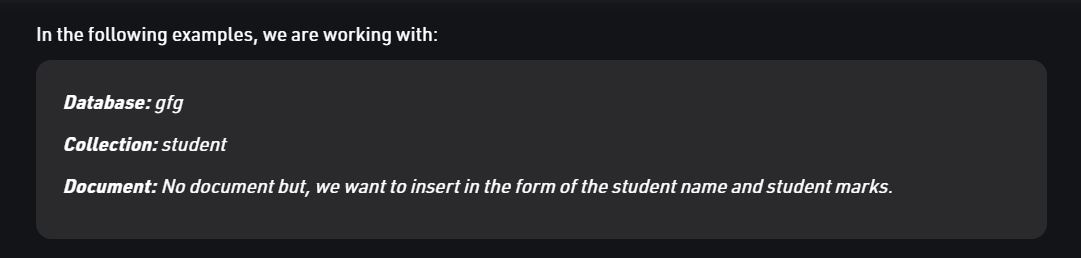 In the following examples, we are working with:
Database: gfg
Collection: student
Document: No document but, we want to insert in the form of the student name and student marks.